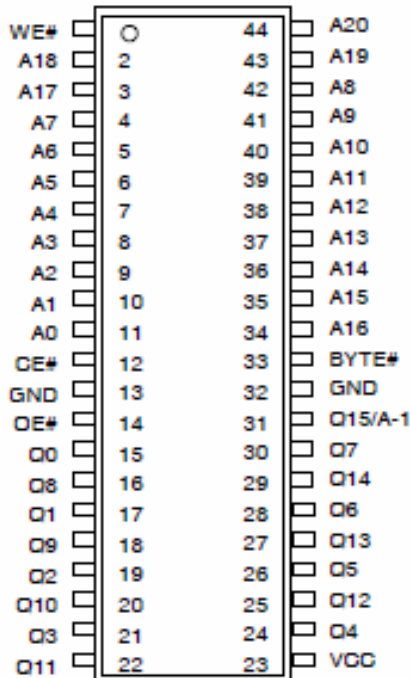 WE# 44 A20
A18 2 43 A19
A17 3 42 A8
A7 4 41 A9
A6 5 40 A10
A5 6 39 A11
A4 7 38 A12
A3 8 37 A13
A2 9 36 A14
A1 10 35 A15
A0 11 34 A16
CE# 12 33 BYTE#
GND 13 32 GND
OE# 14 31 Q15/A-1
Q0 15 30 Q7
Q8 16 29 Q14
Q1 17 28 Q6
Q9 18 27 Q13
Q2 19 26 Q5
Q10 20 25 Q12
Q3 21 24 Q4
Q11 22 23 VCC